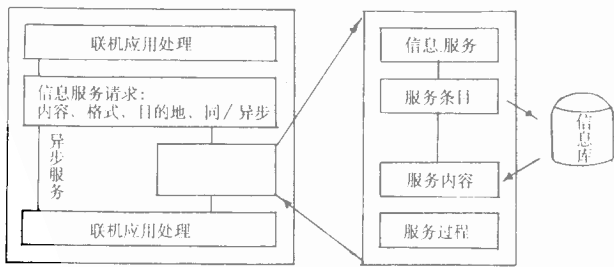 联机应用处理
信息服务请求：
内容、格式、目的地、同／异步
异步服务
联机应用处理
信息服务
服务条目
服务内容
服务过程
信息库